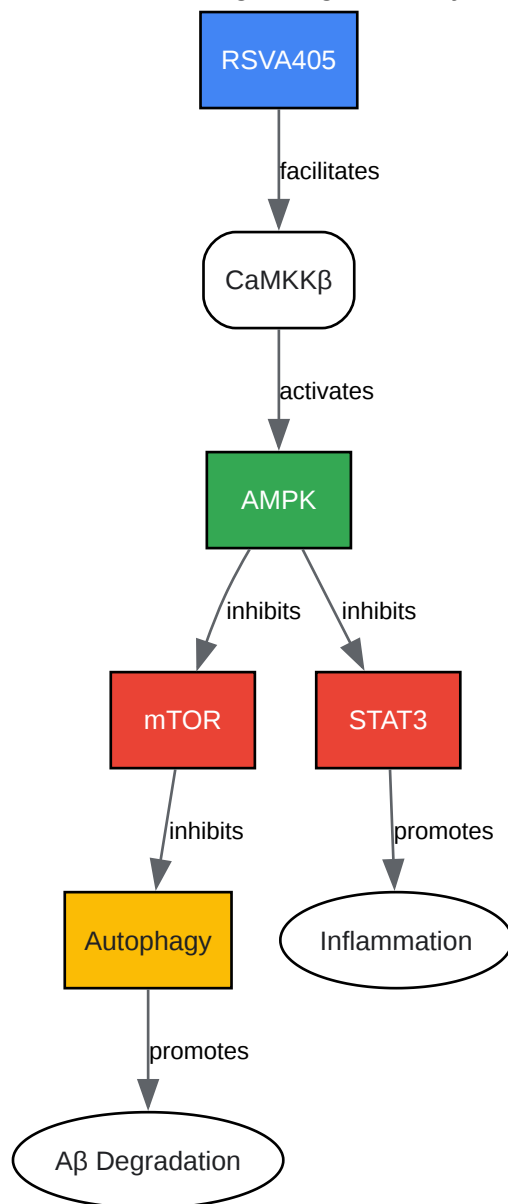 RSVA405
facilitates
CaMKKβ
activates
AMPK
inhibits
inhibits
mTOR
STAT3
inhibits
promotes
Autophagy
Inflammation
promotes
Aβ Degradation